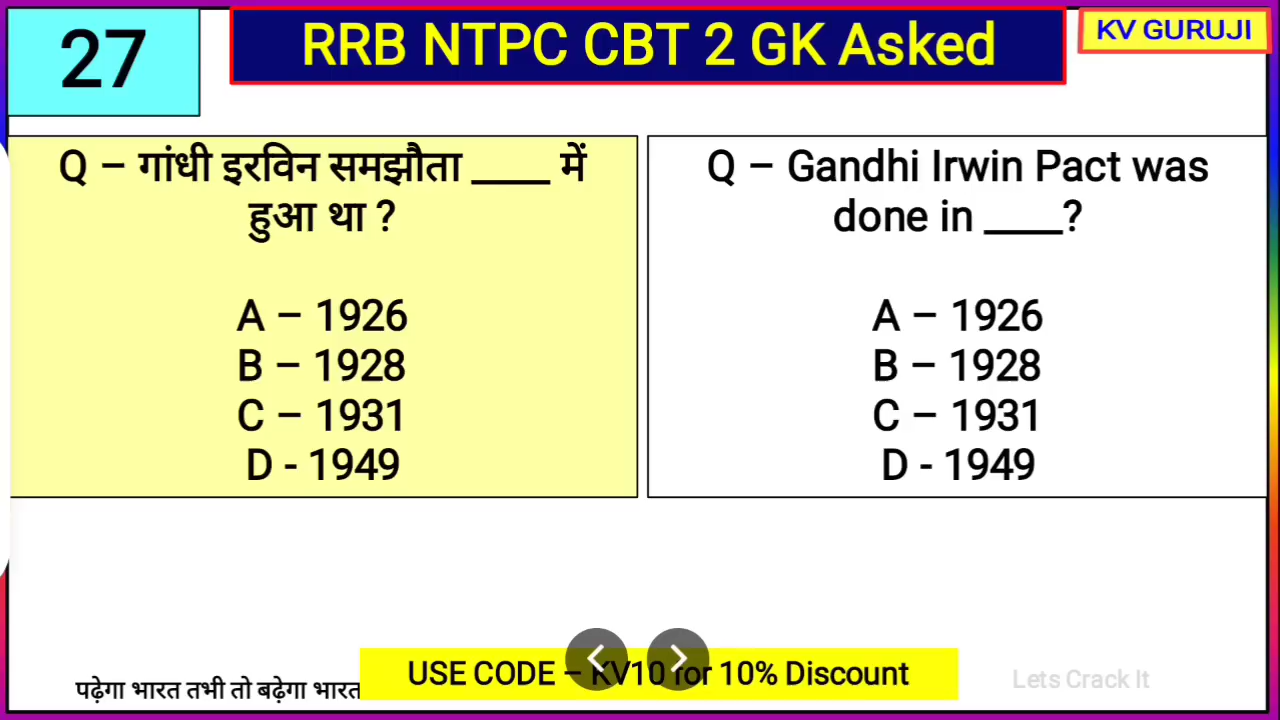 27
RRB NTPC CBT 2 GK Asked
KV GURUJI
Q – गांधी इरविन समझौता ____ में
हुआ था ?
A – 1926
B – 1928
C – 1931
D - 1949
Q – Gandhi Irwin Pact was
done in ____?
A – 1926
B – 1928
C – 1931
D - 1949
पढ़ेगा भारत तभी तो बढ़ेगा भारत
USE CODE – KV10 for 10% Discount
Lets Crack It